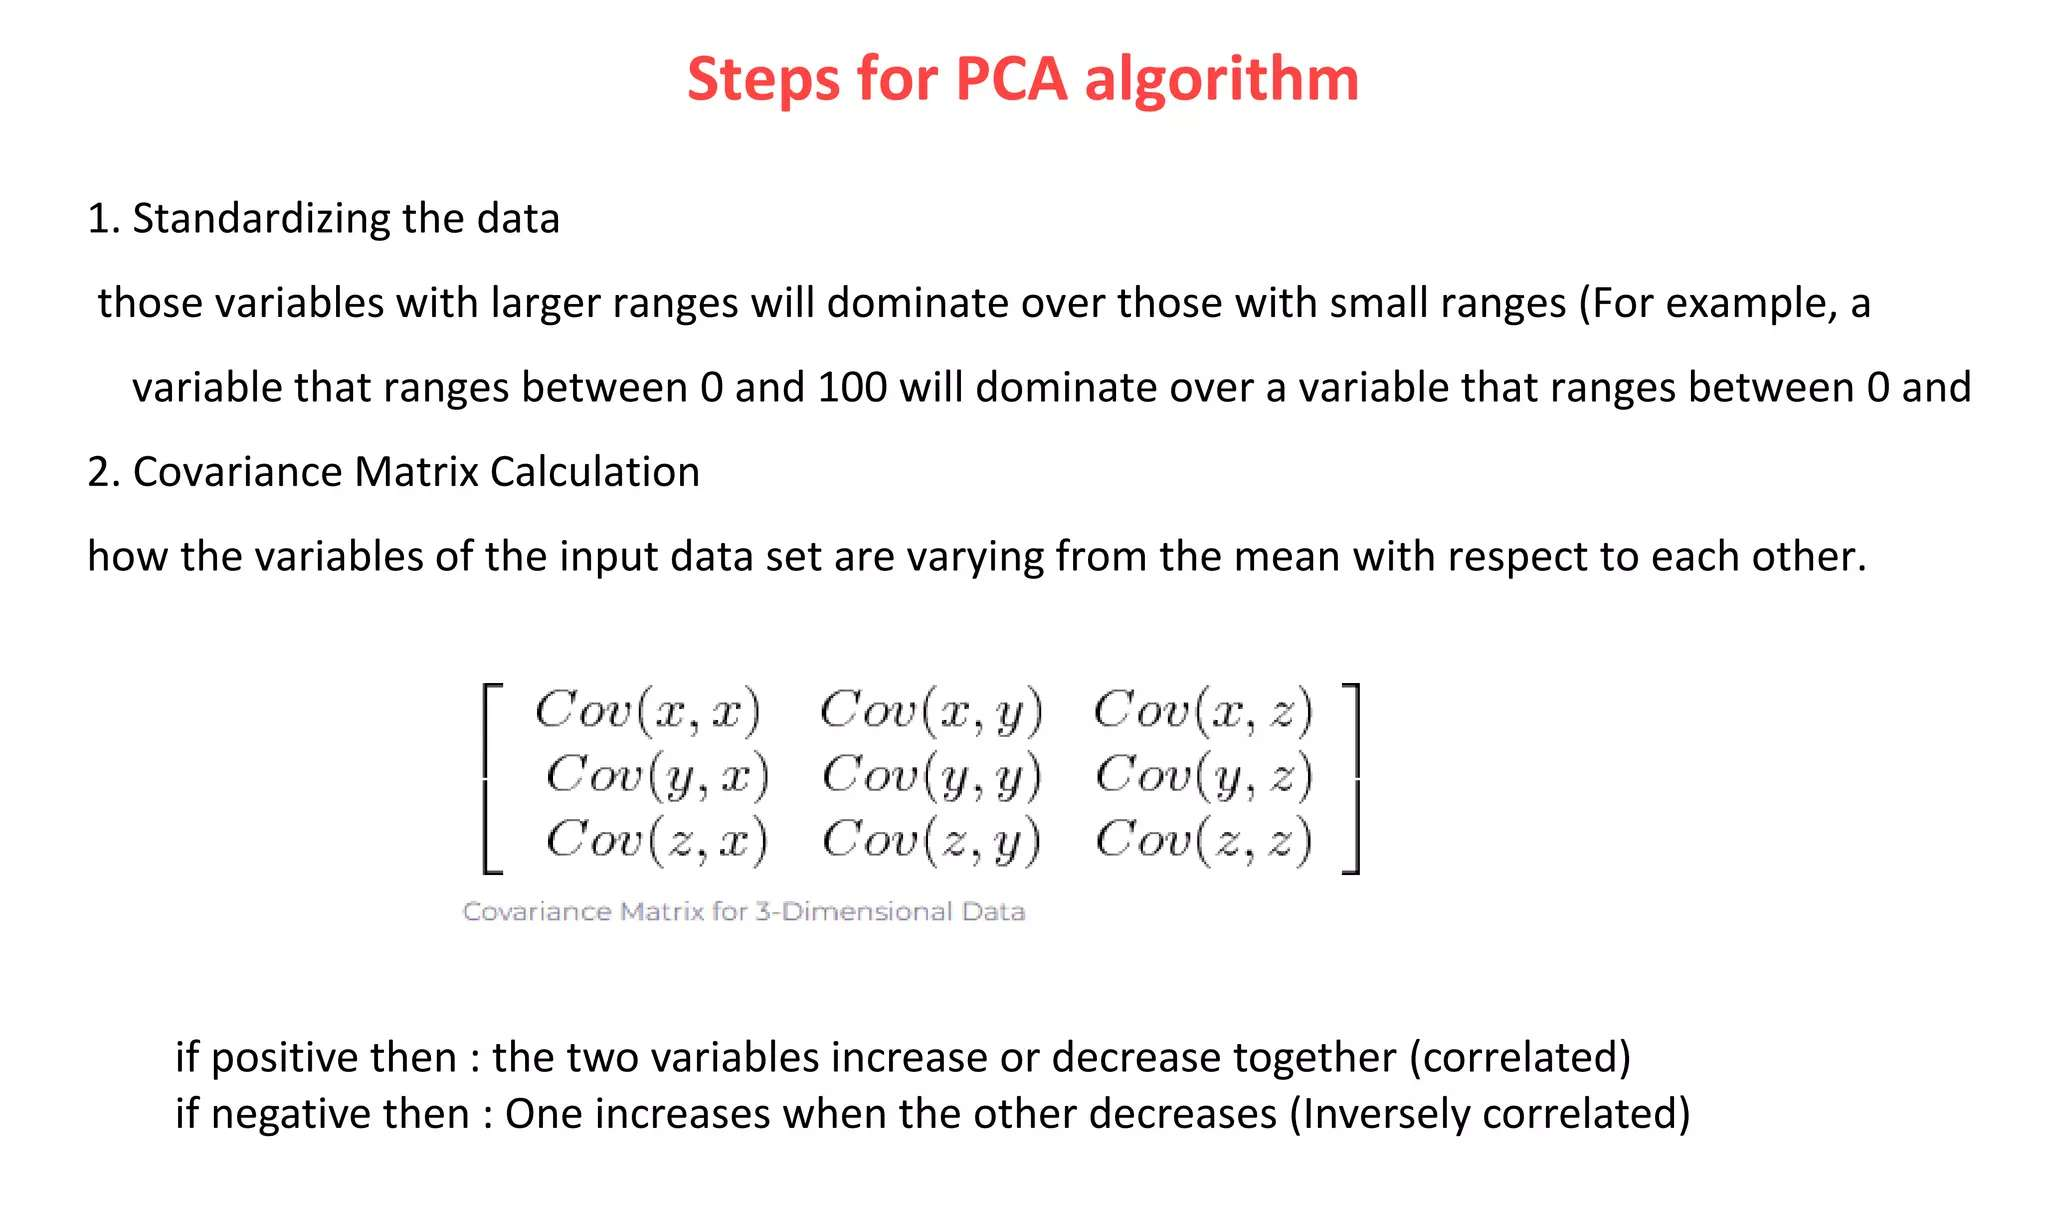 Steps for PCA algorithm
1. Standardizing the data
those variables with larger ranges will dominate over those with small ranges (For example, a
variable that ranges between 0 and 100 will dominate over a variable that ranges between 0 and
2. Covariance Matrix Calculation
how the variables of the input data set are varying from the mean with respect to each other.
Cov(x, x) Cov(x, y) Cov(x, z)
Cov(y, x) Cov(y, y) Cov(y, z)
Cov(z, x) Cov(z, y) Cov(z, z)
Covariance Matrix for 3-Dimensional Data
if positive then : the two variables increase or decrease together (correlated)
if negative then : One increases when the other decreases (Inversely correlated)